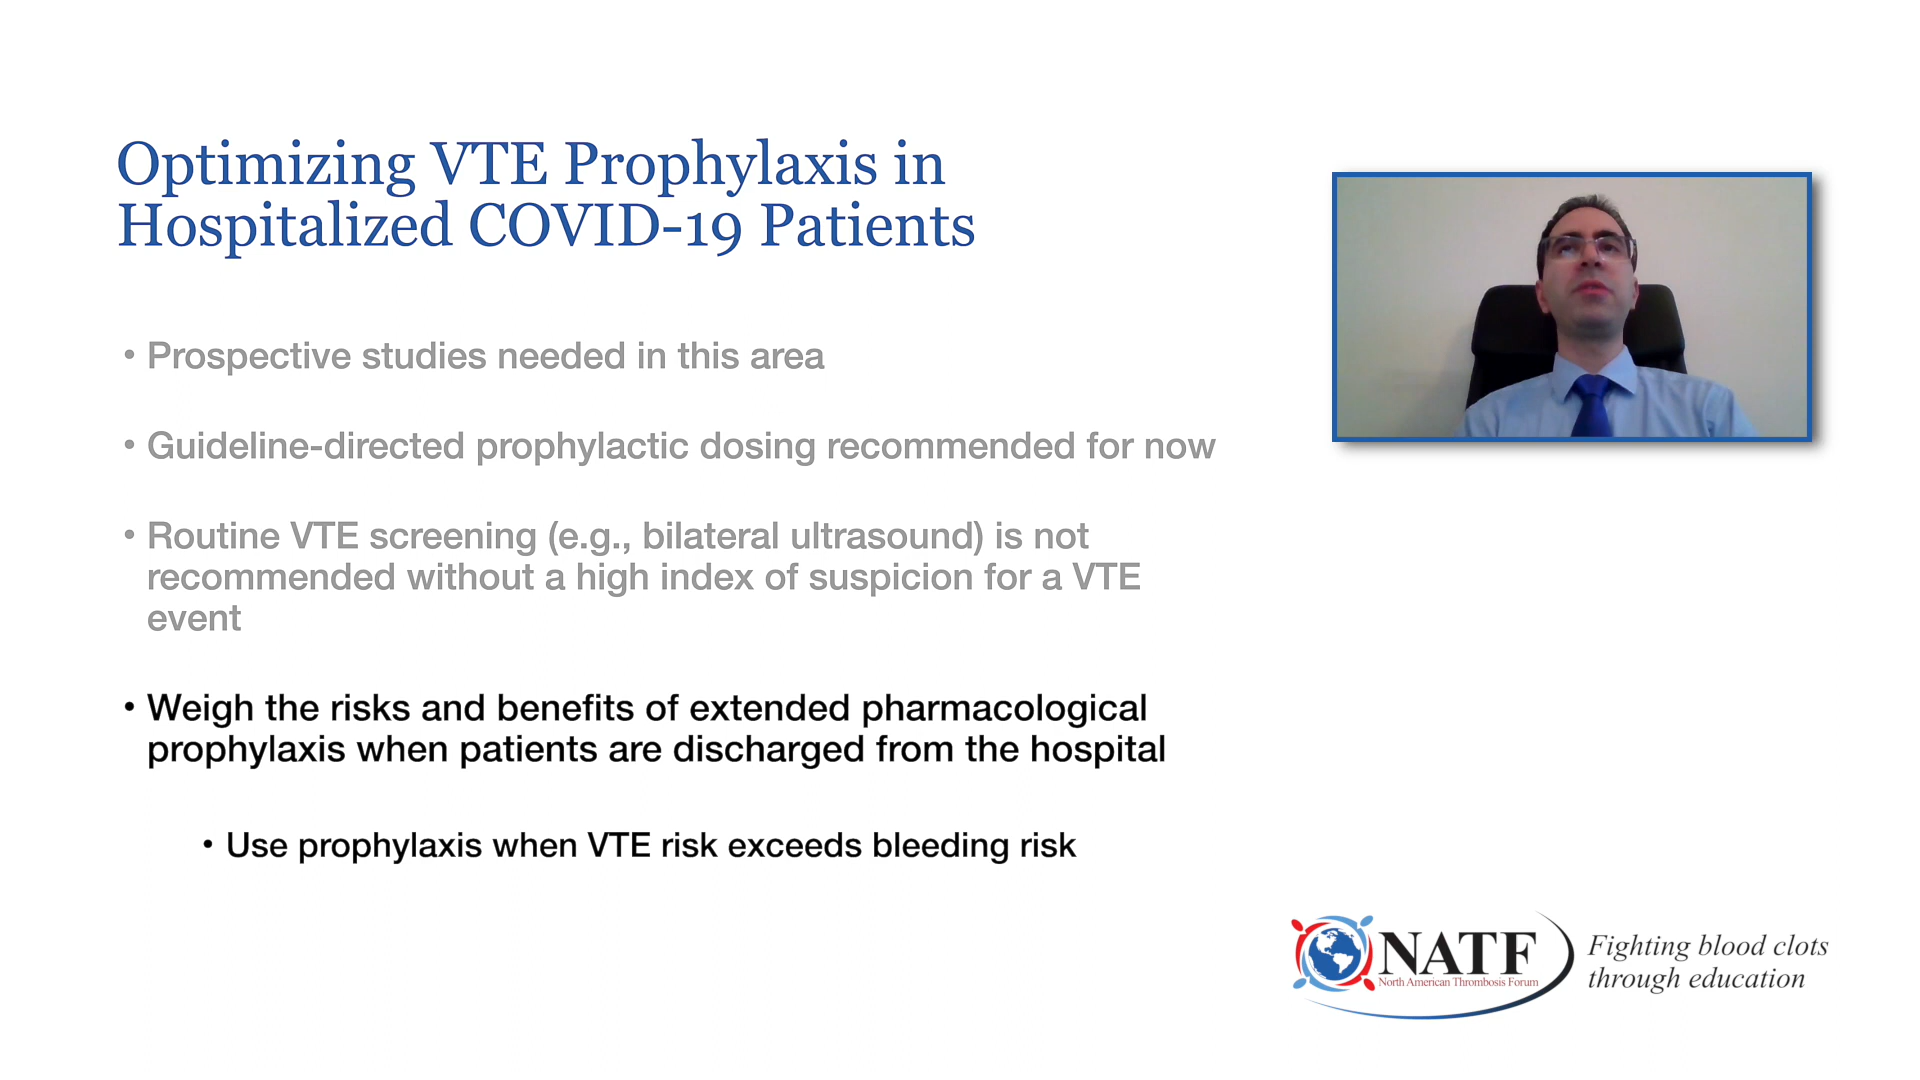 Optimizing VTE Prophylaxis in
Hospitalized COVID-19 Patients
• Prospective studies needed in this area
• Guideline-directed prophylactic dosing recommended for now
• Routine VTE screening (e.g., bilateral ultrasound) is not
recommended without a high index of suspicion for a VTE
event
• Weigh the risks and benefits of extended pharmacological
prophylaxis when patients are discharged from the hospital
• Use prophylaxis when VTE risk exceeds bleeding risk
NATF
North American Thrombosis Forum
Fighting blood clots
through education